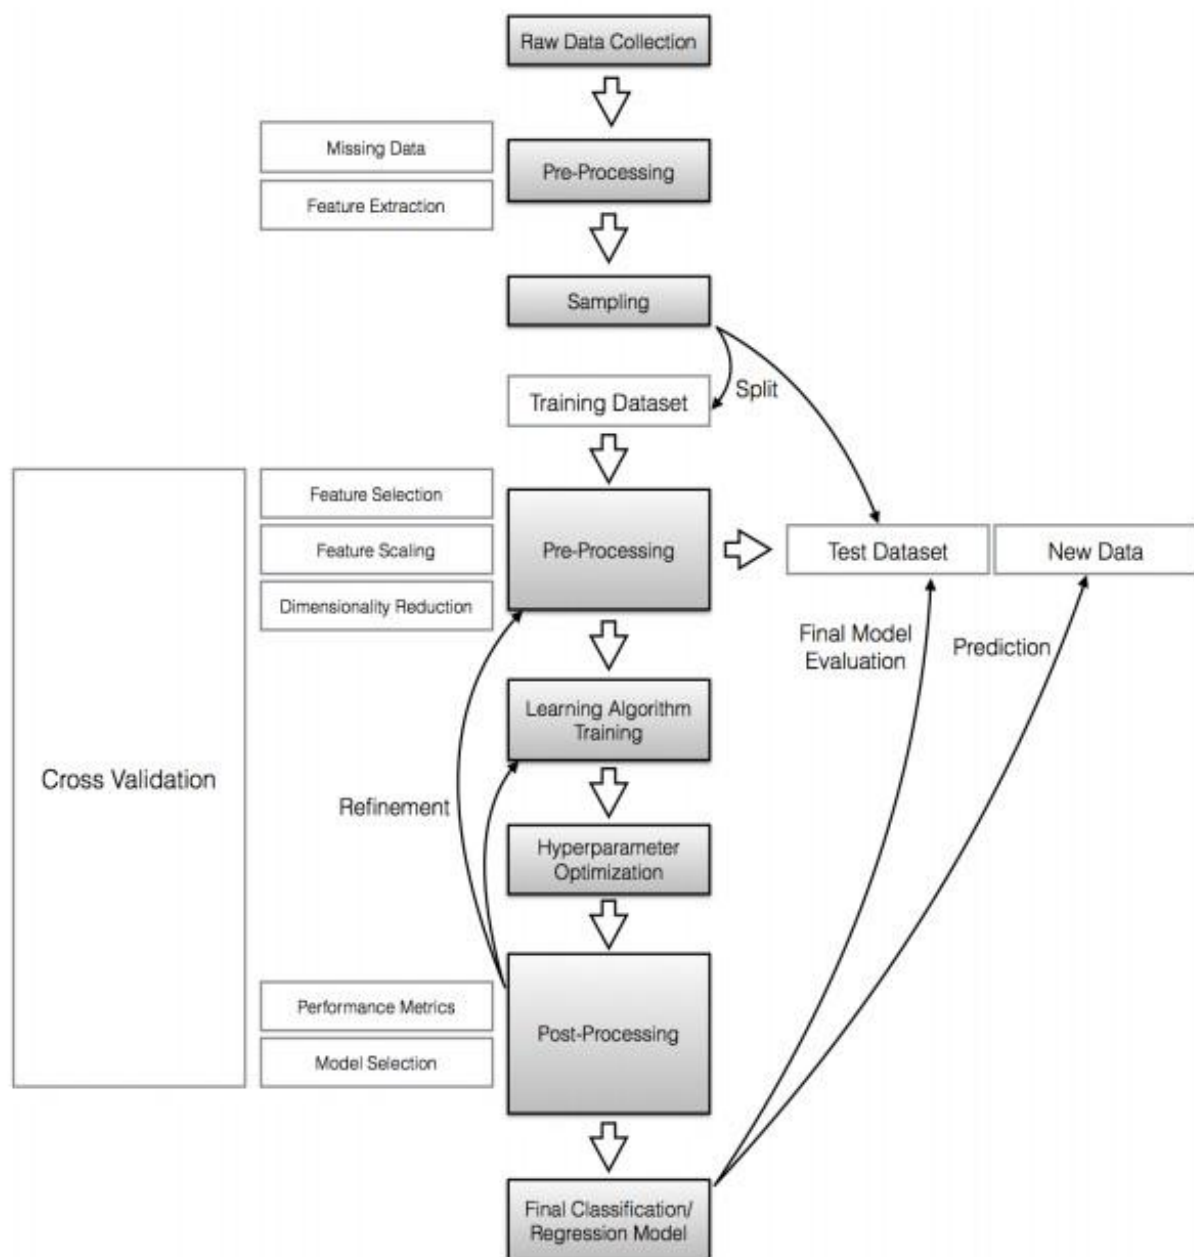 Raw Data Collection
Missing Data
Pre-Processing
Feature Extraction
Sampling
Split
Training Dataset
Feature Selection
Feature Scaling
Pre-Processing
Test Dataset
New Data
Dimensionality Reduction
Final Model
Evaluation
Prediction
Learning Algorithm
Training
Cross Validation
Refinement
Hyperparameter
Optimization
Performance Metrics
Post-Processing
Model Selection
Final Classification/
Regression Model